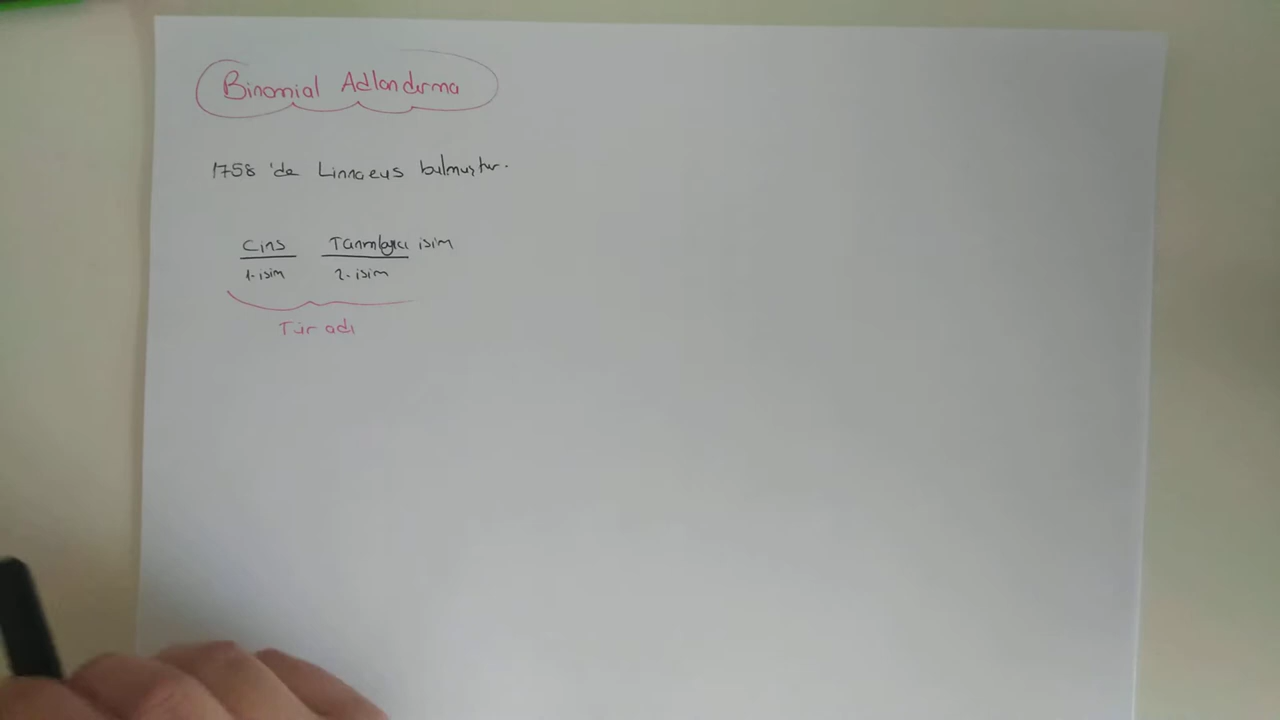 Binomial Adlandırma
1758 'de Linnaeus bulmuştur.
Cins Tanımlayıcı isim
1. isim 2. isim
Tür adı